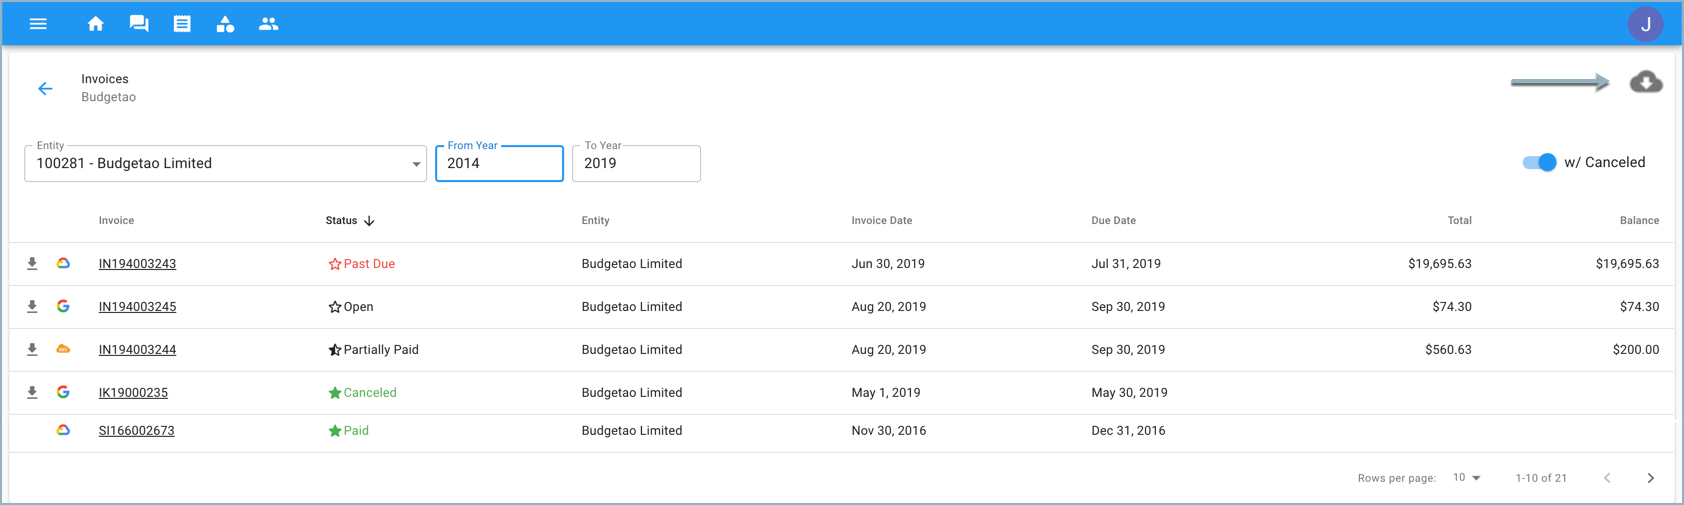 J
Invoices
Budgetao
Entity
From Year
To Year
100281 - Budgetao Limited
2014
2019
w/ Canceled
Invoice Status Entity Invoice Date Due Date Total Balance
IN194003243 Past Due Budgetao Limited Jun 30, 2019 Jul 31, 2019 $19,695.63 $19,695.63
IN194003245 Open Budgetao Limited Aug 20, 2019 Sep 30, 2019 $74.30 $74.30
IN194003244 Partially Paid Budgetao Limited Aug 20, 2019 Sep 30, 2019 $560.63 $200.00
IK19000235 Canceled Budgetao Limited May 1, 2019 May 30, 2019
SI166002673 Paid Budgetao Limited Nov 30, 2016 Dec 31, 2016
Rows per page: 10 1-10 of 21